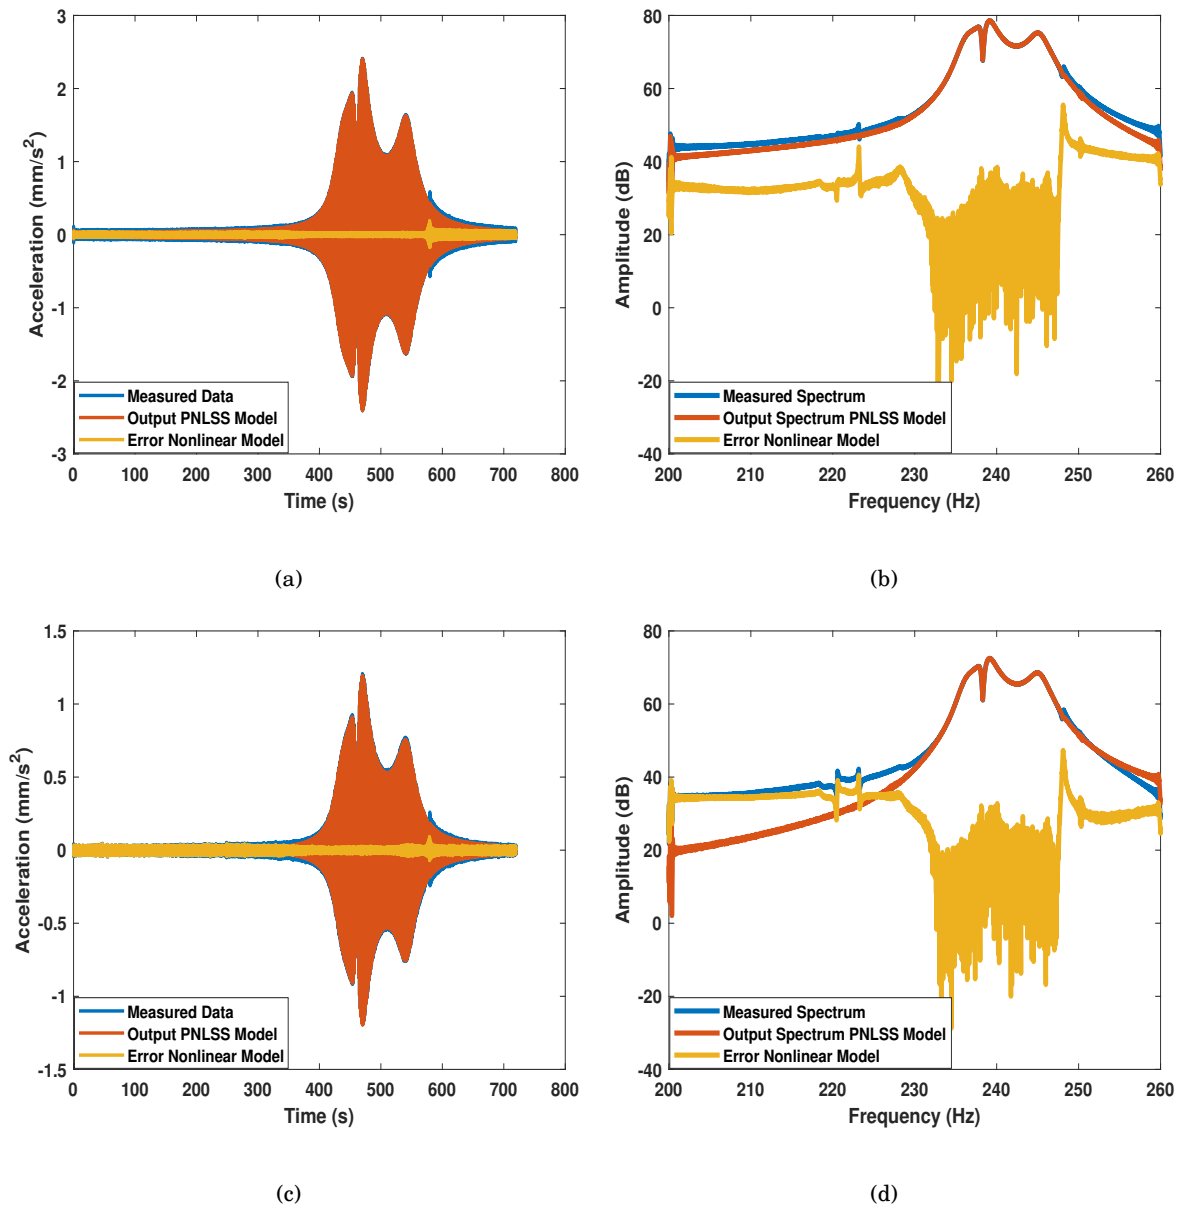 3
2
1
0
-1
-2
-3
Acceleration (mm/s2)
Measured Data
Output PNLSS Model
Error Nonlinear Model
0 100 200 300 400 500 600 700 800
Time (s)
(a)
80
60
40
20
0
-20
-40
Amplitude (dB)
Measured Spectrum
Output Spectrum PNLSS Model
Error Nonlinear Model
200 210 220 230 240 250 260
Frequency (Hz)
(b)
1.5
1
0.5
0
-0.5
-1
-1.5
Acceleration (mm/s2)
Measured Data
Output PNLSS Model
Error Nonlinear Model
0 100 200 300 400 500 600 700 800
Time (s)
(c)
80
60
40
20
0
-20
-40
Amplitude (dB)
Measured Spectrum
Output Spectrum PNLSS Model
Error Nonlinear Model
200 210 220 230 240 250 260
Frequency (Hz)
(d)